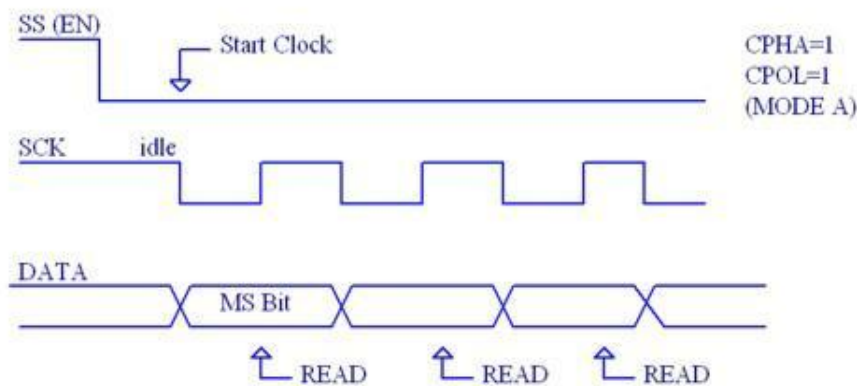 SS (EN)
Start Clock
CPHA=1
CPOL=1
(MODE A)
SCK idle
DATA
MS Bit
READ READ READ